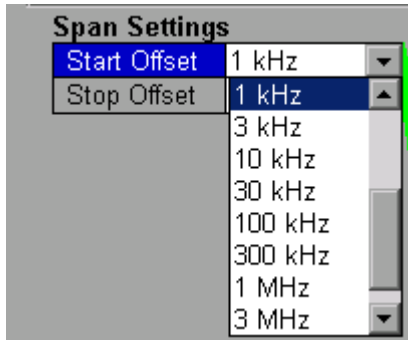 Span Settings
Start Offset 1 kHz
Stop Offset 1 kHz
3 kHz
10 kHz
30 kHz
100 kHz
300 kHz
1 MHz
3 MHz